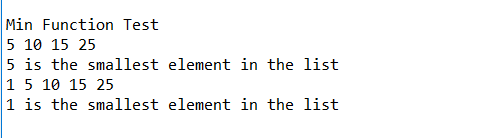 Min Function Test
5 10 15 25
5 is the smallest element in the list
1 5 10 15 25
1 is the smallest element in the list